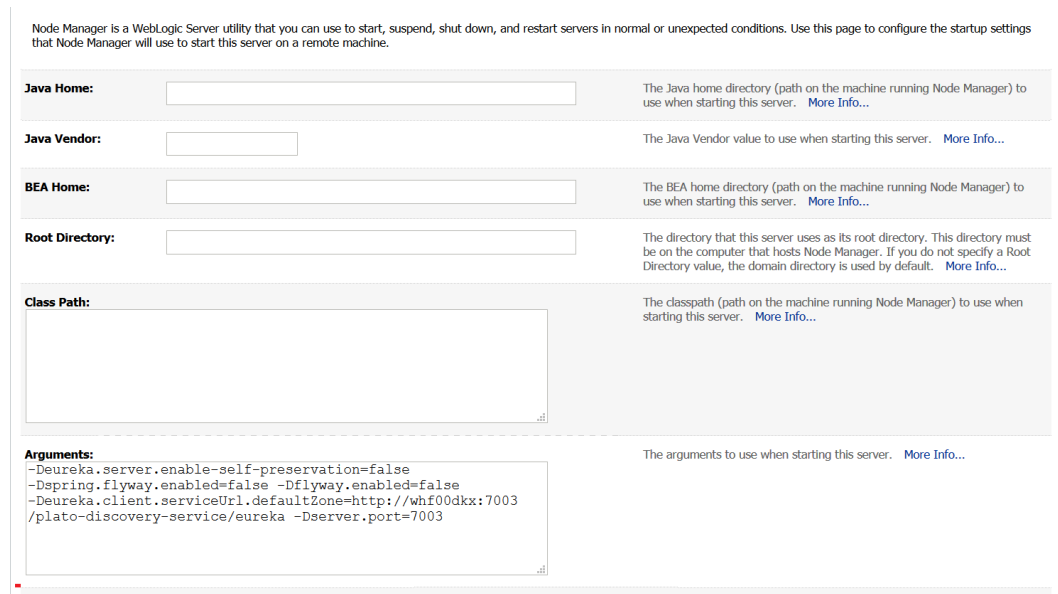 Node Manager is a WebLogic Server utility that you can use to start, suspend, shut down, and restart servers in normal or unexpected conditions. Use this page to configure the startup settings
that Node Manager will use to start this server on a remote machine.
Java Home:
The Java home directory (path on the machine running Node Manager) to
use when starting this server. More Info...
Java Vendor:
The Java Vendor value to use when starting this server. More Info...
BEA Home:
The BEA home directory (path on the machine running Node Manager) to
use when starting this server. More Info...
Root Directory:
The directory that this server uses as its root directory. This directory must
be on the computer that hosts Node Manager. If you do not specify a Root
Directory value, the domain directory is used by default. More Info...
Class Path:
The classpath (path on the machine running Node Manager) to use when
starting this server. More Info...
Arguments:
The arguments to use when starting this server. More Info...
-Deureka.server.enable-self-preservation=false
-Dspring.flyway.enabled=false -Dflyway.enabled=false
-Deureka.client.serviceUrl.defaultZone=http://whf00dkx:7003
/plato-discovery-service/eureka -Dserver.port=7003